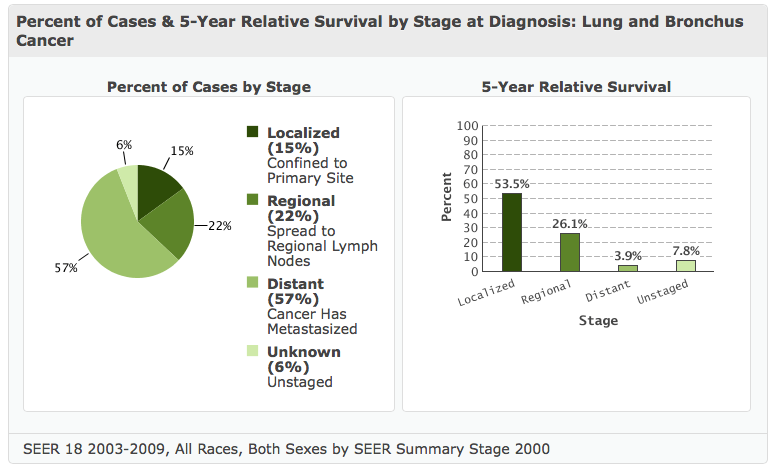 Percent of Cases & 5-Year Relative Survival by Stage at Diagnosis: Lung and Bronchus
Cancer
Percent of Cases by Stage
6%
15%
22%
57%
Localized
(15%)
Confined to
Primary Site
Regional
(22%)
Spread to
Regional Lymph
Nodes
Distant
(57%)
Cancer Has
Metastasized
Unknown
(6%)
Unstaged
5-Year Relative Survival
Percent
100
90
80
70
60
50
40
30
20
10
0
53.5%
26.1%
3.9%
7.8%
Localized
Regional
Distant
Unstaged
Stage
SEER 18 2003-2009, All Races, Both Sexes by SEER Summary Stage 2000